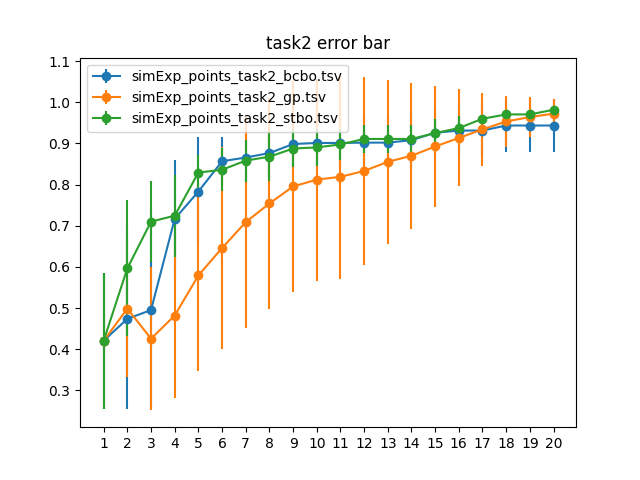 task2 error bar
simExp_points_task2_bcbo.tsv
simExp_points_task2_gp.tsv
simExp_points_task2_stbo.tsv
1.1
1.0
0.9
0.8
0.7
0.6
0.5
0.4
0.3
1 2 3 4 5 6 7 8 9 10 11 12 13 14 15 16 17 18 19 20